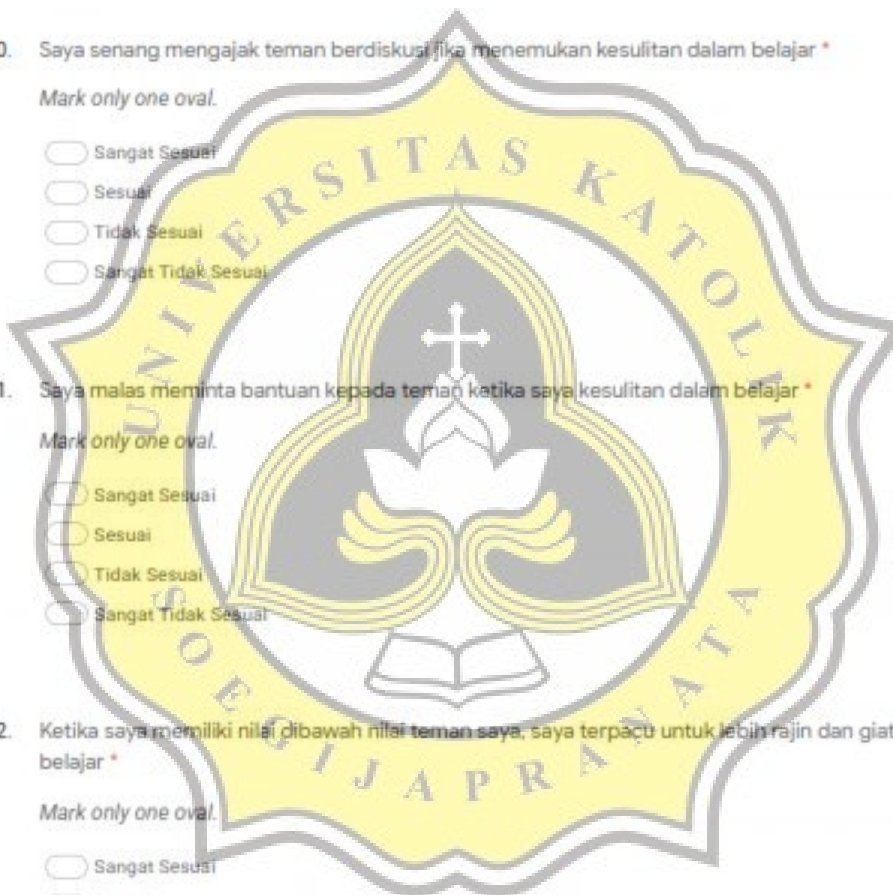 0. Saya senang mengajak teman berdiskusi jika menemukan kesulitan dalam belajar *
Mark only one oval.
Sangat Sesuai
Sesuai
Tidak Sesuai
Sangat Tidak Sesuai
1. Saya malas meminta bantuan kepada teman ketika saya kesulitan dalam belajar *
Mark only one oval.
Sangat Sesuai
Sesuai
Tidak Sesuai
Sangat Tidak Sesuai
2. Ketika saya memiliki nilai dibawah nilai teman saya, saya terpacu untuk lebih rajin dan giat
belajar *
Mark only one oval.
Sangat Sesuai
UNIVERSITAS KATOLIK
SOEGIJAPRANATA